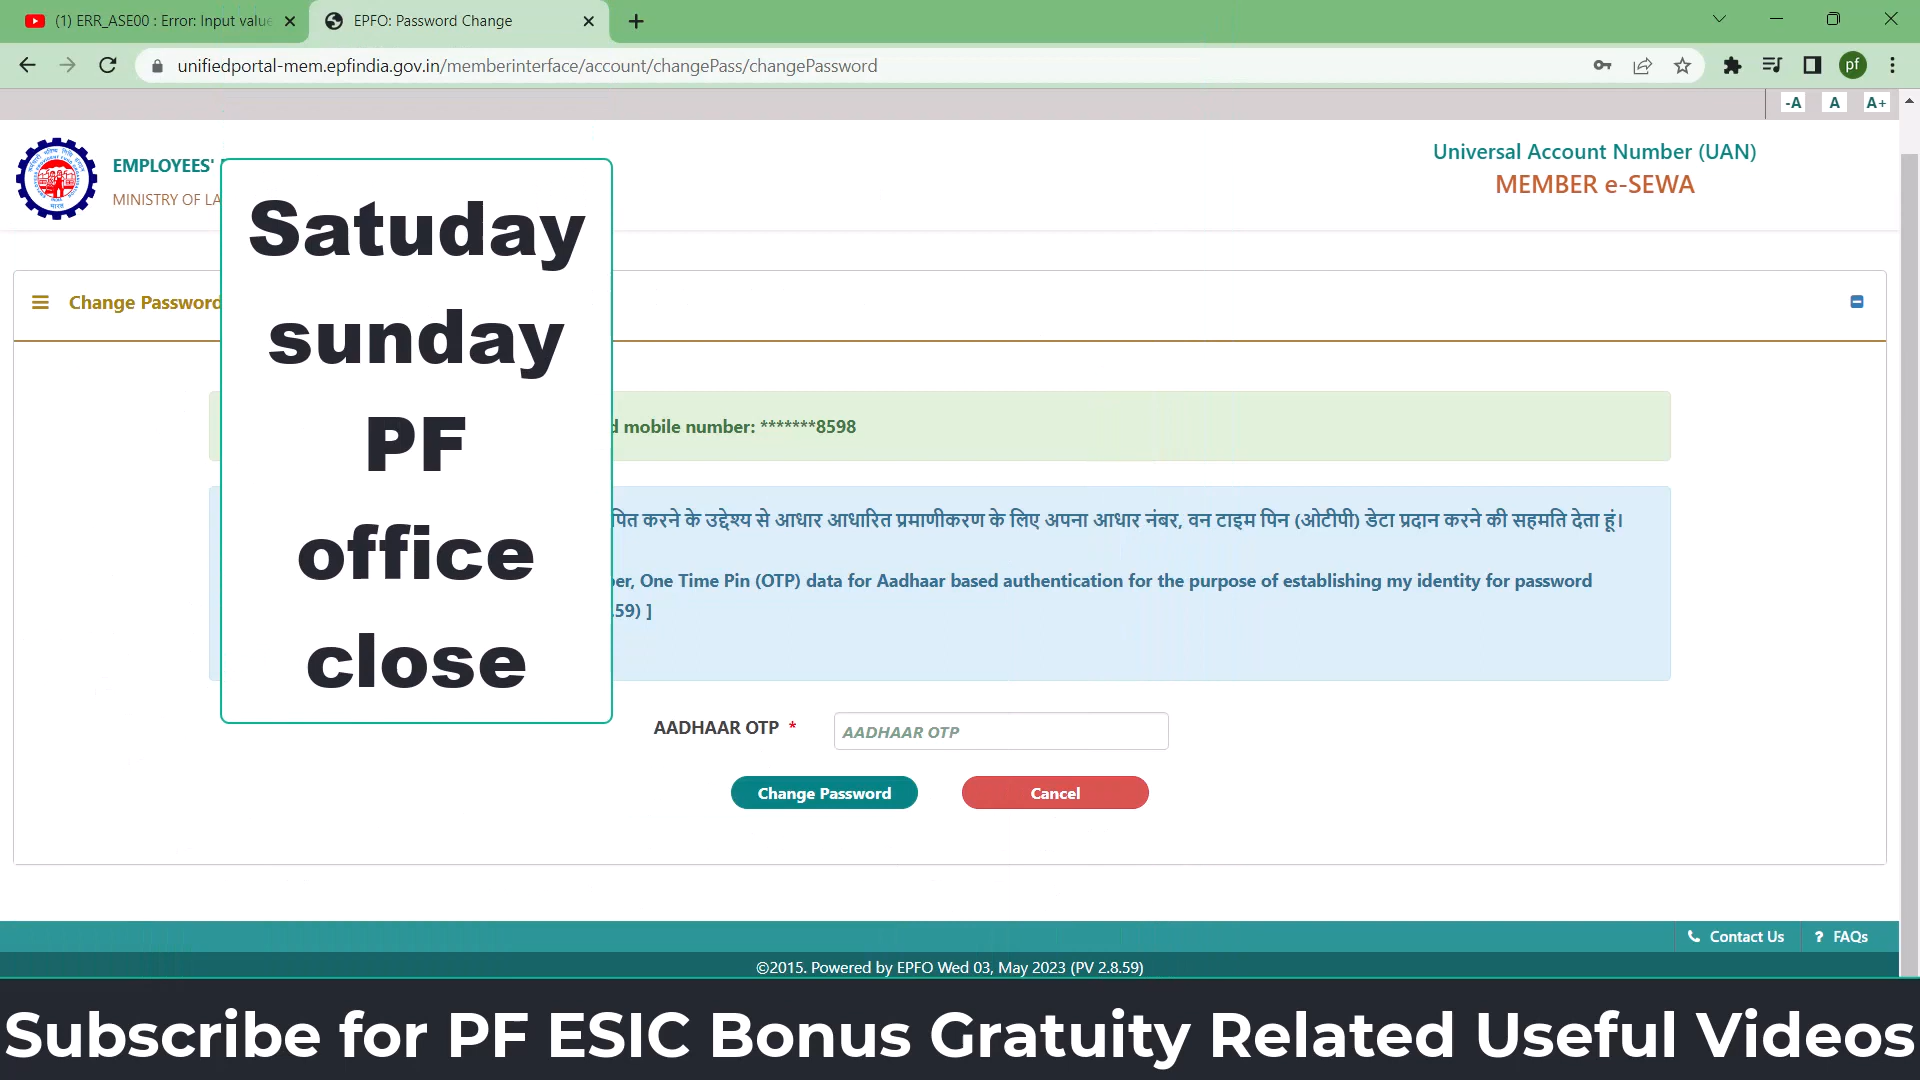 (1) ERR_ASE00 : Error: Input value
EPFO: Password Change
unifiedportal-mem.epfindia.gov.in/memberinterface/account/changePass/changePassword
pf
-A A A+
EMPLOYEES'
MINISTRY OF LA
Universal Account Number (UAN)
MEMBER e-SEWA
Satuday
sunday
PF
office
close
Change Password
mobile number: *******8598
करने के उद्देश्य से आधार आधारित प्रमाणीकरण के लिए अपना आधार नंबर, वन टाइम पिन (ओटीपी) डेटा प्रदान करने की सहमति देता हूं।
One Time Pin (OTP) data for Aadhaar based authentication for the purpose of establishing my identity for password
.59) ]
AADHAAR OTP *
AADHAAR OTP
Change Password
Cancel
Contact Us
? FAQs
©2015. Powered by EPFO Wed 03, May 2023 (PV 2.8.59)
Subscribe for PF ESIC Bonus Gratuity Related Useful Videos